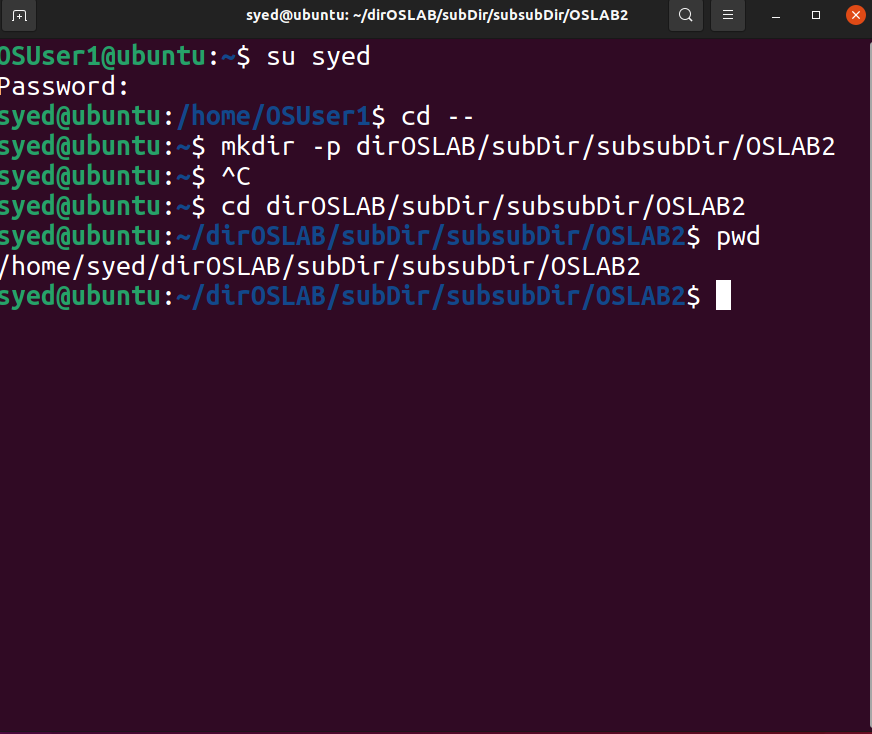 syed@ubuntu: ~/dirOSLAB/subDir/subsubDir/OSLAB2
OSUser1@ubuntu:~$ su syed
Password:
syed@ubuntu:/home/OSUser1$ cd --
syed@ubuntu:~$ mkdir -p dirOSLAB/subDir/subsubDir/OSLAB2
syed@ubuntu:~$ ^C
syed@ubuntu:~$ cd dirOSLAB/subDir/subsubDir/OSLAB2
syed@ubuntu:~/dirOSLAB/subDir/subsubDir/OSLAB2$ pwd
/home/syed/dirOSLAB/subDir/subsubDir/OSLAB2
syed@ubuntu:~/dirOSLAB/subDir/subsubDir/OSLAB2$